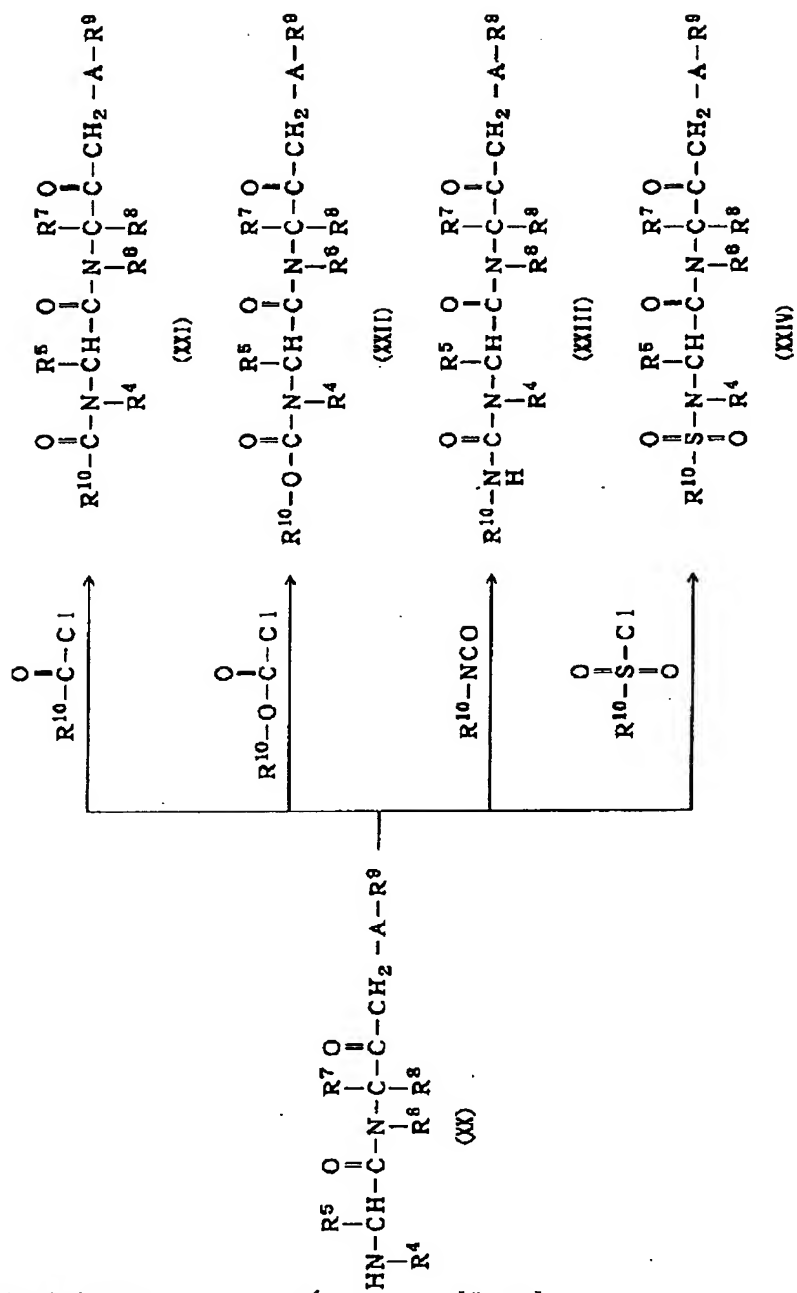 R⁵ O R⁷ O
HN-CH-C-N-C-C-CH₂-A-R⁹
R⁴ R⁶ R⁸
(XX)
O
R¹⁰-C-Cl
O R⁵ O R⁷ O
R¹⁰-C-N-CH-C-N-C-C-CH₂-A-R⁹
R⁴ R⁶ R⁸
(XXI)
O
R¹⁰-O-C-Cl
O R⁵ O R⁷ O
R¹⁰-O-C-N-CH-C-N-C-C-CH₂-A-R⁹
R⁴ R⁶ R⁸
(XXII)
R¹⁰-NCO
O R⁵ O R⁷ O
R¹⁰-N-C-N-CH-C-N-C-C-CH₂-A-R⁹
H R⁴ R⁶ R⁸
(XXIII)
O
R¹⁰-S-Cl
O
O R⁵ O R⁷ O
R¹⁰-S-N-CH-C-N-C-C-CH₂-A-R⁹
O R⁴ R⁶ R⁸
(XXIV)